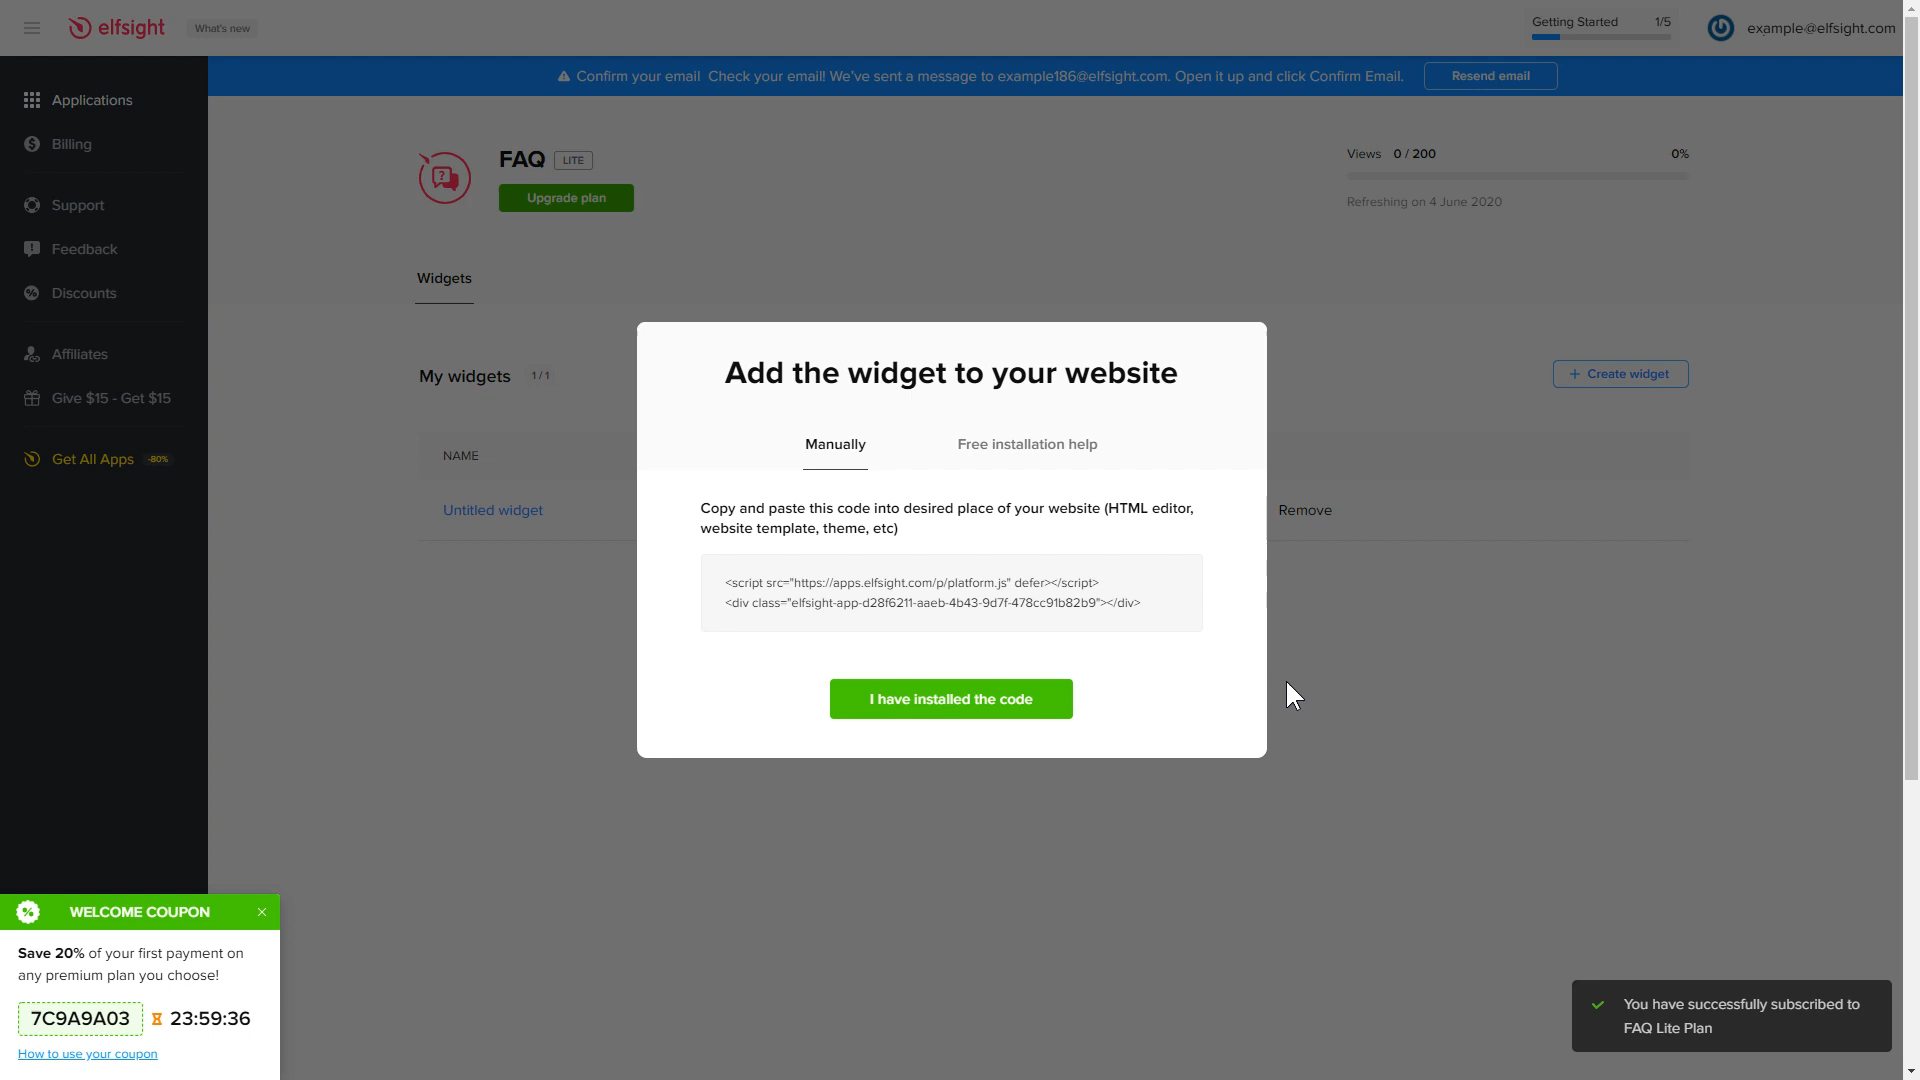 elfsight
What's new
Getting Started 1/5
example@elfsight.com
Confirm your email Check your email! We've sent a message to example186@elfsight.com. Open it up and click Confirm Email.
Resend email
Applications
Billing
Support
Feedback
Discounts
Affiliates
Give $15 - Get $15
Get All Apps -80%
FAQ LITE
Upgrade plan
Views 0 / 200 0%
Refreshing on 4 June 2020
Widgets
My widgets 1 / 1
+ Create widget
NAME
Untitled widget
Remove
Add the widget to your website
Manually Free installation help
Copy and paste this code into desired place of your website (HTML editor,
website template, theme, etc)
<script src="https://apps.elfsight.com/p/platform.js" defer></script>
<div class="elfsight-app-d28f6211-aaeb-4b43-9d7f-478cc91b82b9"></div>
I have installed the code
WELCOME COUPON
Save 20% of your first payment on
any premium plan you choose!
7C9A9A03 23:59:36
How to use your coupon
You have successfully subscribed to
FAQ Lite Plan